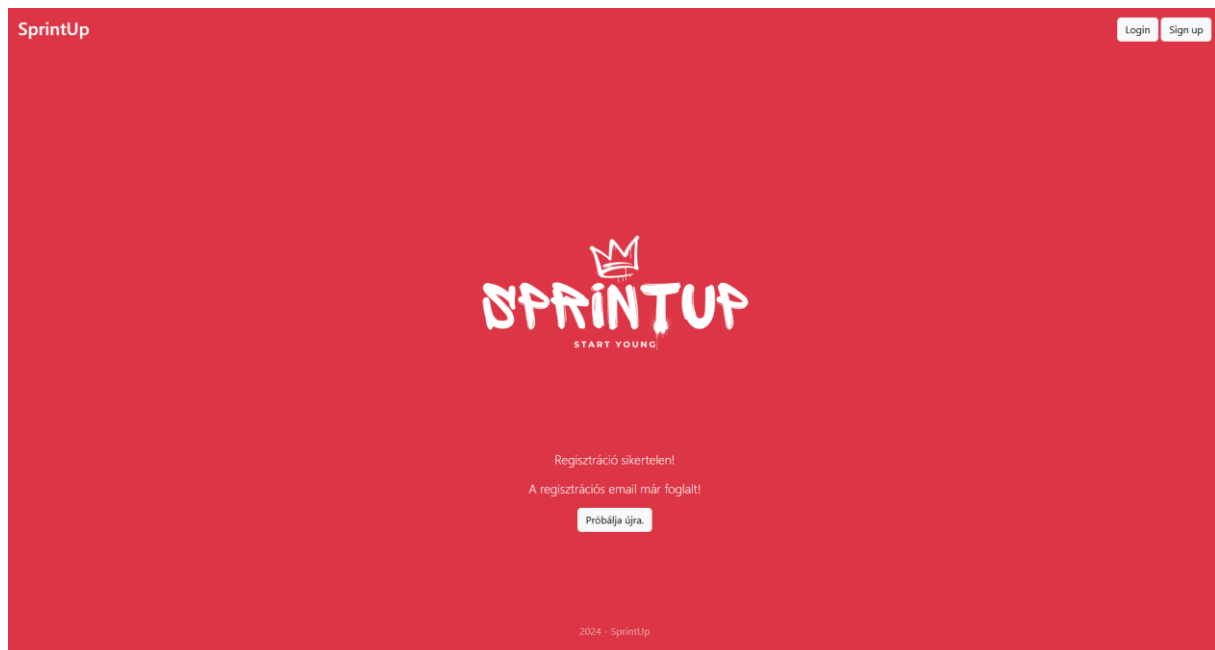 SprintUp
Login
Sign up
SPRINTUP
START YOUNG
Regisztráció sikertelen!
A regisztrációs email már foglalt!
Próbálja újra.
2024 - SprintUp